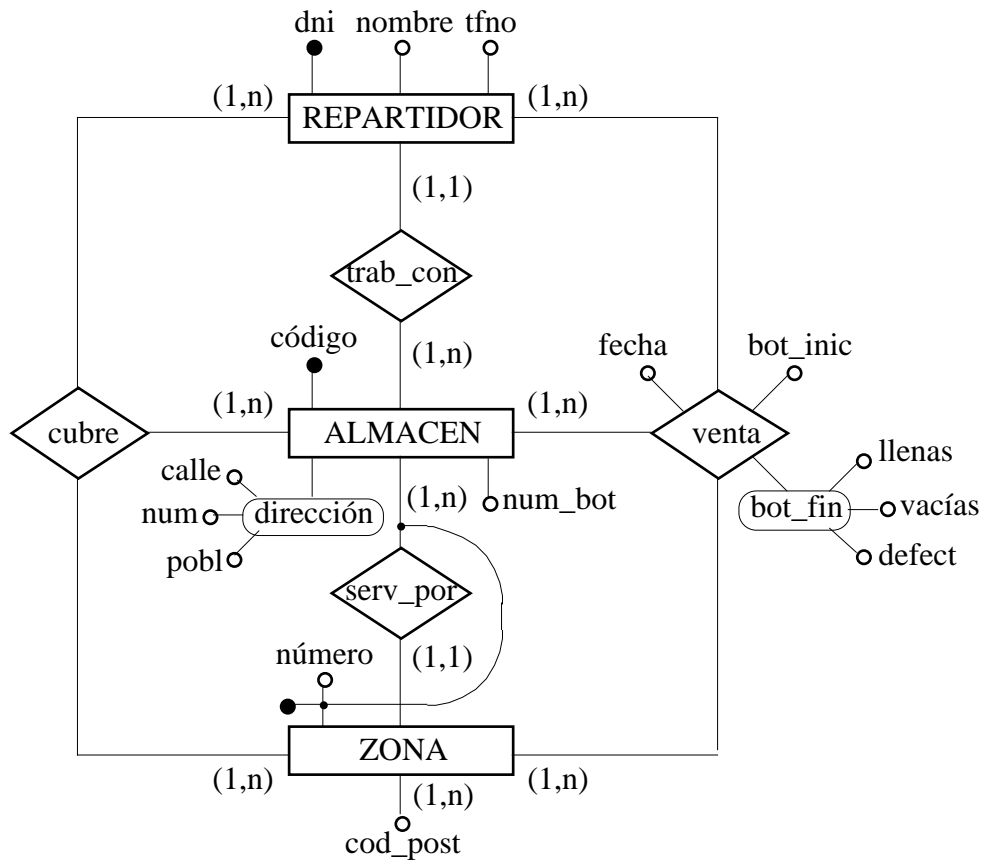 dni nombre tfno
(1,n) REPARTIDOR (1,n)
(1,1)
trab_con
código (1,n) fecha bot_inic
(1,n) (1,n)
cubre ALMACEN venta
calle llenas
(1,n) num_bot
num dirección bot_fin vacías
pobl defect
serv_por
número (1,1)
ZONA
(1,n) (1,n) (1,n)
cod_post